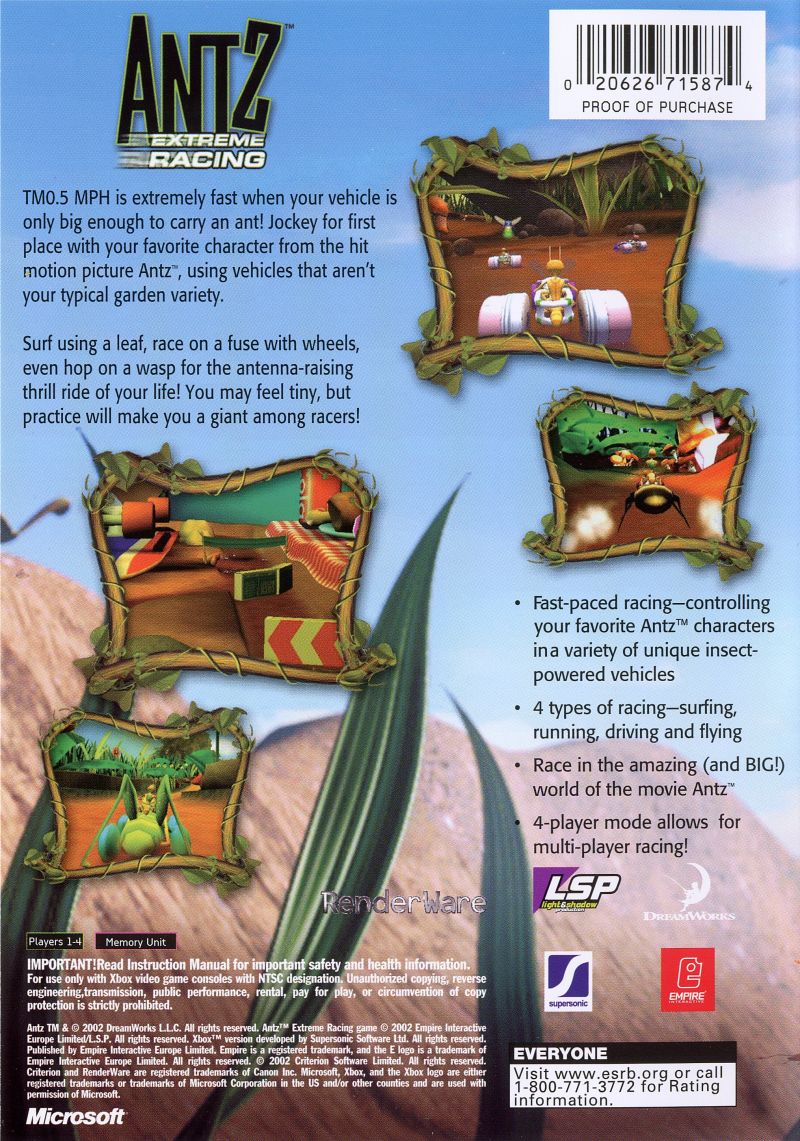 ANTZ™
EXTREME
RACING
0 20626 71587 4
PROOF OF PURCHASE
TM0.5 MPH is extremely fast when your vehicle is
only big enough to carry an ant! Jockey for first
place with your favorite character from the hit
motion picture Antz™, using vehicles that aren't
your typical garden variety.
Surf using a leaf, race on a fuse with wheels,
even hop on a wasp for the antenna-raising
thrill ride of your life! You may feel tiny, but
practice will make you a giant among racers!
• Fast-paced racing—controlling
your favorite Antz™ characters
in a variety of unique insect-
powered vehicles
• 4 types of racing—surfing,
running, driving and flying
• Race in the amazing (and BIG!)
world of the movie Antz™
• 4-player mode allows for
multi-player racing!
RenderWare
LSP
light&shadow
production
DREAMWORKS
supersonic
EMPIRE
INTERACTIVE
Players 1-4
Memory Unit
IMPORTANT!Read Instruction Manual for important safety and health information.
For use only with Xbox video game consoles with NTSC designation. Unauthorized copying, reverse
engineering,transmission, public performance, rental, pay for play, or circumvention of copy
protection is strictly prohibited.
Antz TM & © 2002 DreamWorks L.L.C. All rights reserved. Antz™ Extreme Racing game © 2002 Empire Interactive
Europe Limited/L.S.P. All rights reserved. Xbox™ version developed by Supersonic Software Ltd. All rights reserved.
Published by Empire Interactive Europe Limited. Empire is a registered trademark, and the E logo is a trademark of
Empire Interactive Europe Limited. All rights reserved. © 2002 Criterion Software Limited. All rights reserved.
Criterion and RenderWare are registered trademarks of Canon Inc. Microsoft, Xbox, and the Xbox logo are either
registered trademarks or trademarks of Microsoft Corporation in the US and/or other counties and are used with
permission of Microsoft.
Microsoft
EVERYONE
Visit www.esrb.org or call
1-800-771-3772 for Rating
information.